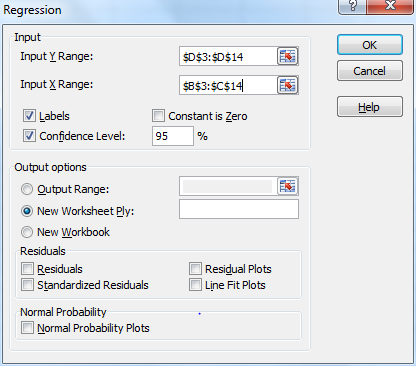 Regression
?
Input
Input Y Range: $D$3:$D$14
Input X Range: $B$3:$C$14
Labels Constant is Zero
Confidence Level: 95 %
OK
Cancel
Help
Output options
Output Range:
New Worksheet Ply:
New Workbook
Residuals
Residuals Residual Plots
Standardized Residuals Line Fit Plots
Normal Probability
Normal Probability Plots